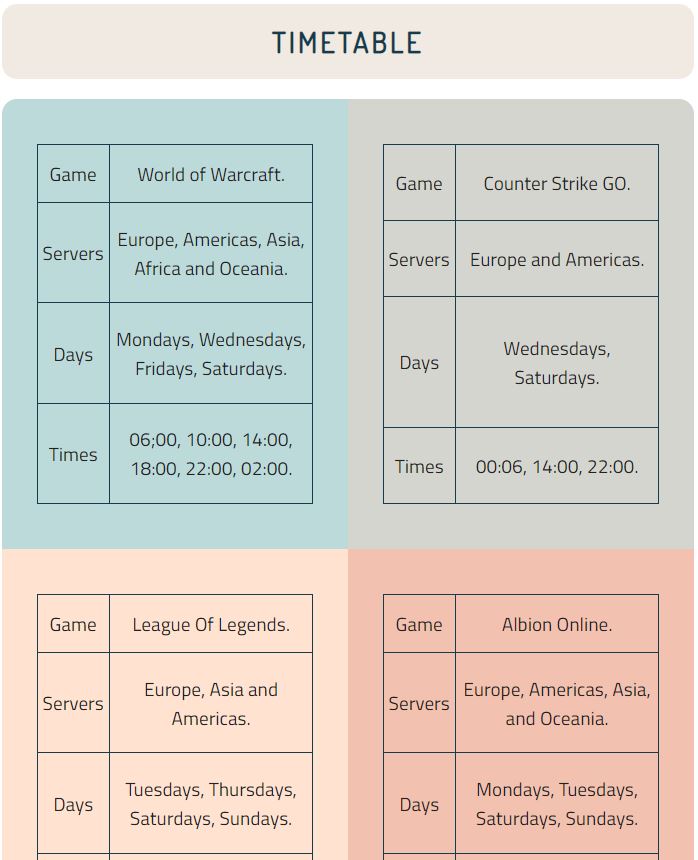 TIMETABLE
Game
World of Warcraft.
Servers
Europe, Americas, Asia,
Africa and Oceania.
Days
Mondays, Wednesdays,
Fridays, Saturdays.
Times
06;00, 10:00, 14:00,
18:00, 22:00, 02:00.
Game
Counter Strike GO.
Servers
Europe and Americas.
Days
Wednesdays,
Saturdays.
Times
00:06, 14:00, 22:00.
Game
League Of Legends.
Servers
Europe, Asia and
Americas.
Days
Tuesdays, Thursdays,
Saturdays, Sundays.
Game
Albion Online.
Servers
Europe, Americas, Asia,
and Oceania.
Days
Mondays, Tuesdays,
Saturdays, Sundays.